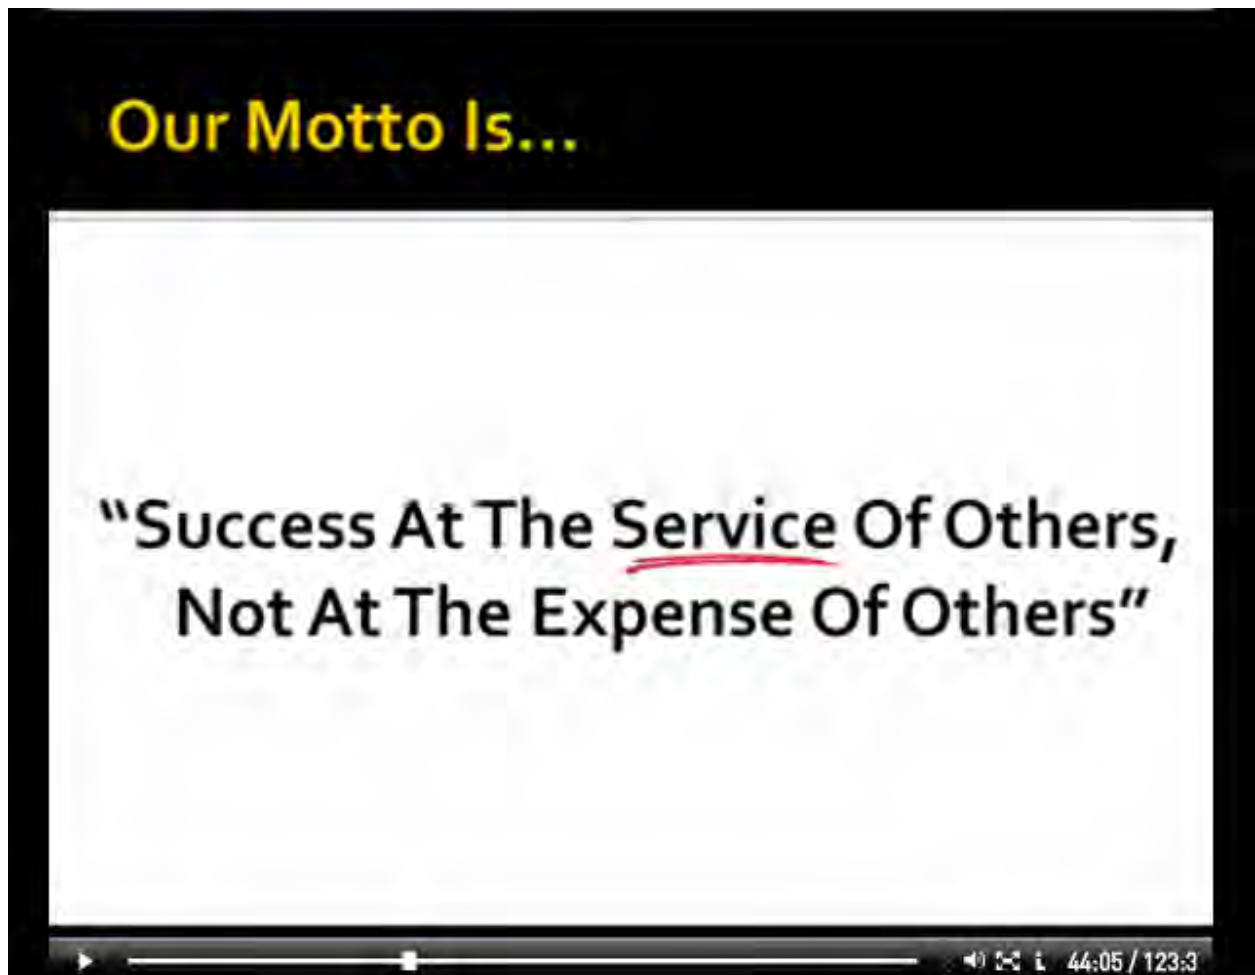 Our Motto Is...
“Success At The Service Of Others,
Not At The Expense Of Others”
44:05 / 123:3